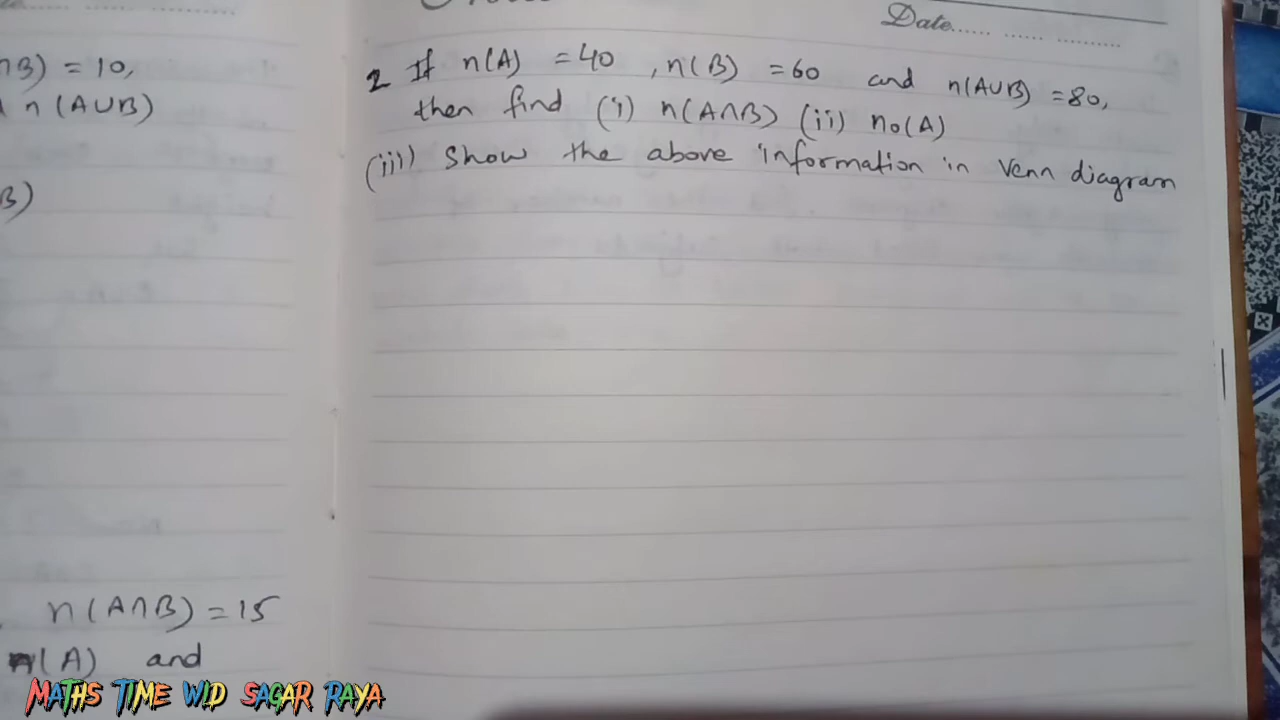 Date
∩B) = 10,
n(A∪B)
B)
2 If n(A) = 40, n(B) = 60 and n(A∪B) = 80,
then find (i) n(A∩B) (ii) no(A)
(iii) Show the above information in Venn diagram
n(A∩B) = 15
n(A) and
MATHS TIME WID SAGAR RAYA